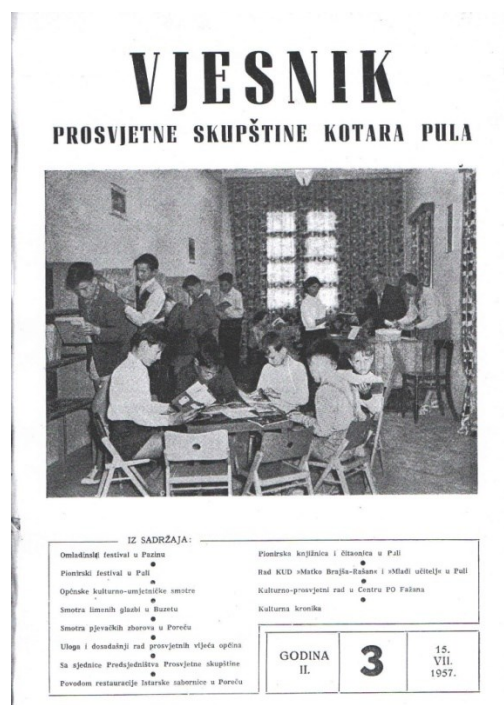 VJESNIK
PROSVJETNE SKUPŠTINE KOTARA PULA
IZ SADRŽAJA:
Omladinski festival u Pazinu
Pionirski festival u Puli
Općinske kulturno-umjetničke smotre
Smotra limenih glazbi u Buzetu
Smotra pjevačkih zborova u Poreču
Uloga i dosadašnji rad prosvjetnih vijeća općina
Sa sjednice Predsjedništva Prosvjetne skupštine
Povodom restauracije Istarske sabornice u Poreču
Pionirska knjižnica i čitaonica u Puli
Rad KUD »Matko Brajša-Rašan« i »Mladi učitelj« u Puli
Kulturno-prosvjetni rad u Centru PO Fažana
Kulturna kronika
GODINA
II.
3
15.
VII.
1957.